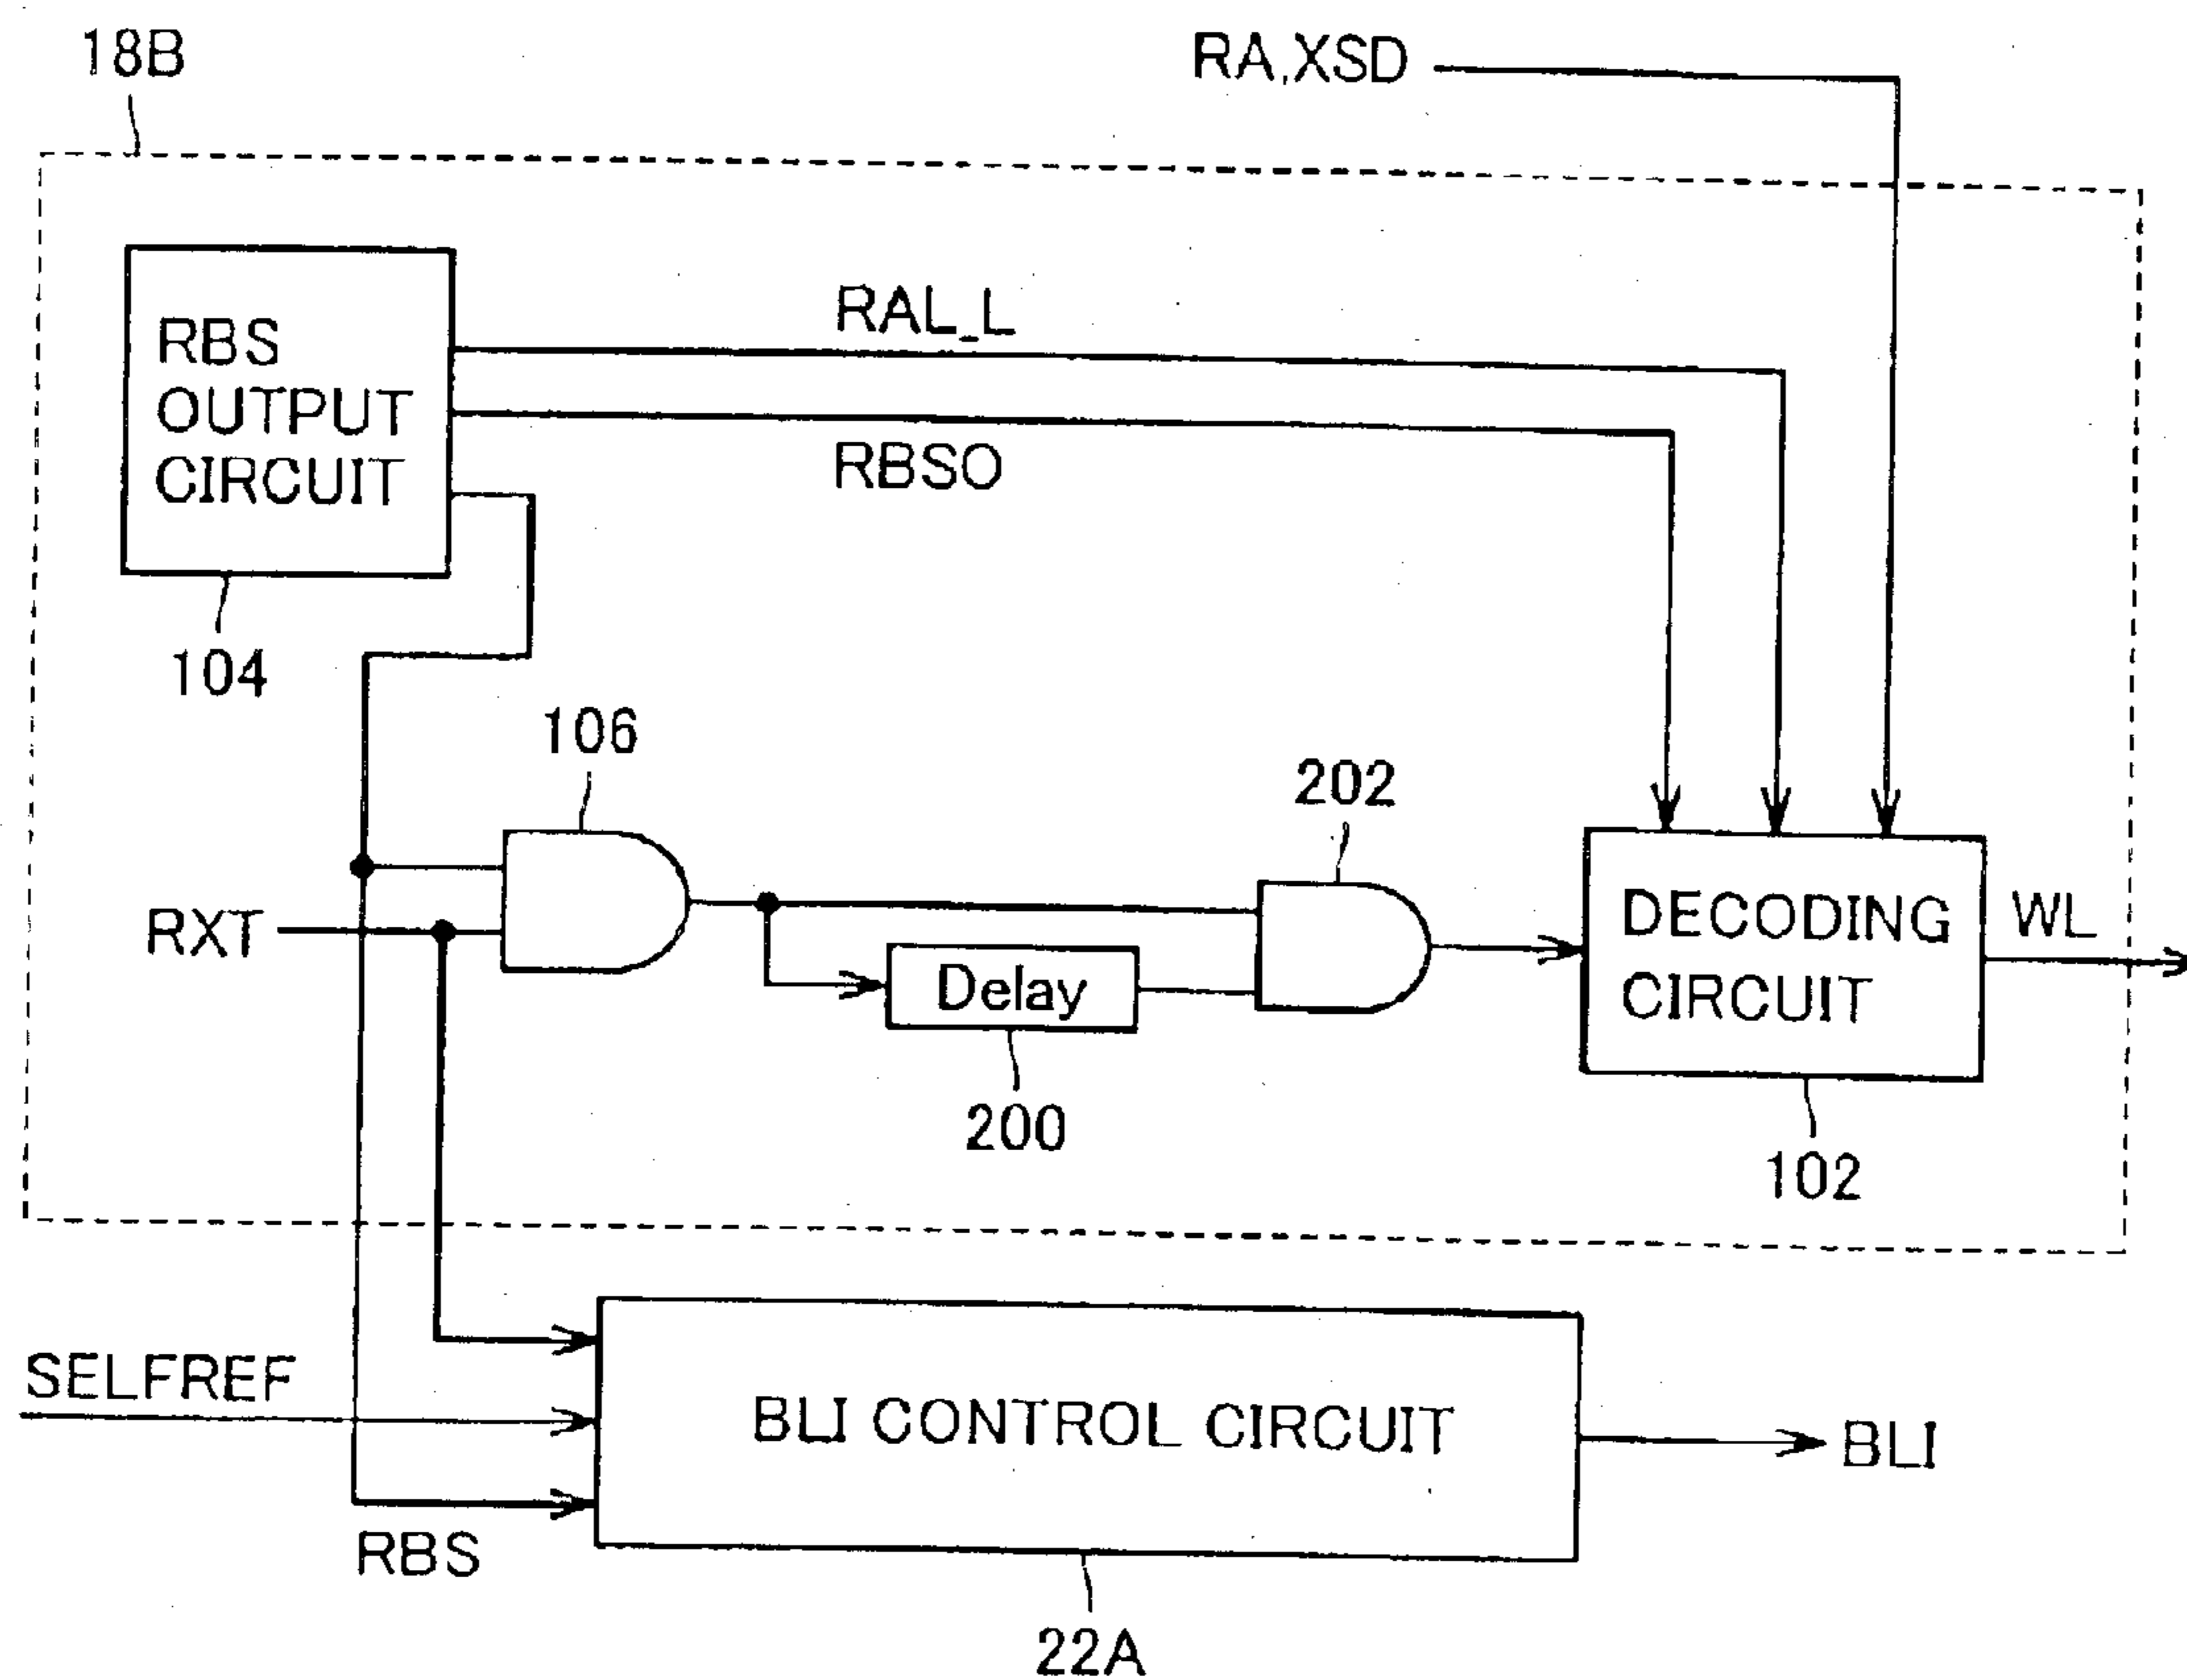 18B
RA,XSD
RBS
OUTPUT
CIRCUIT
RAL_L
RBSO
104
106
202
RXT
Delay
DECODING
CIRCUIT
WL
200
102
SELFREF
BLI CONTROL CIRCUIT
BLI
RBS
22A